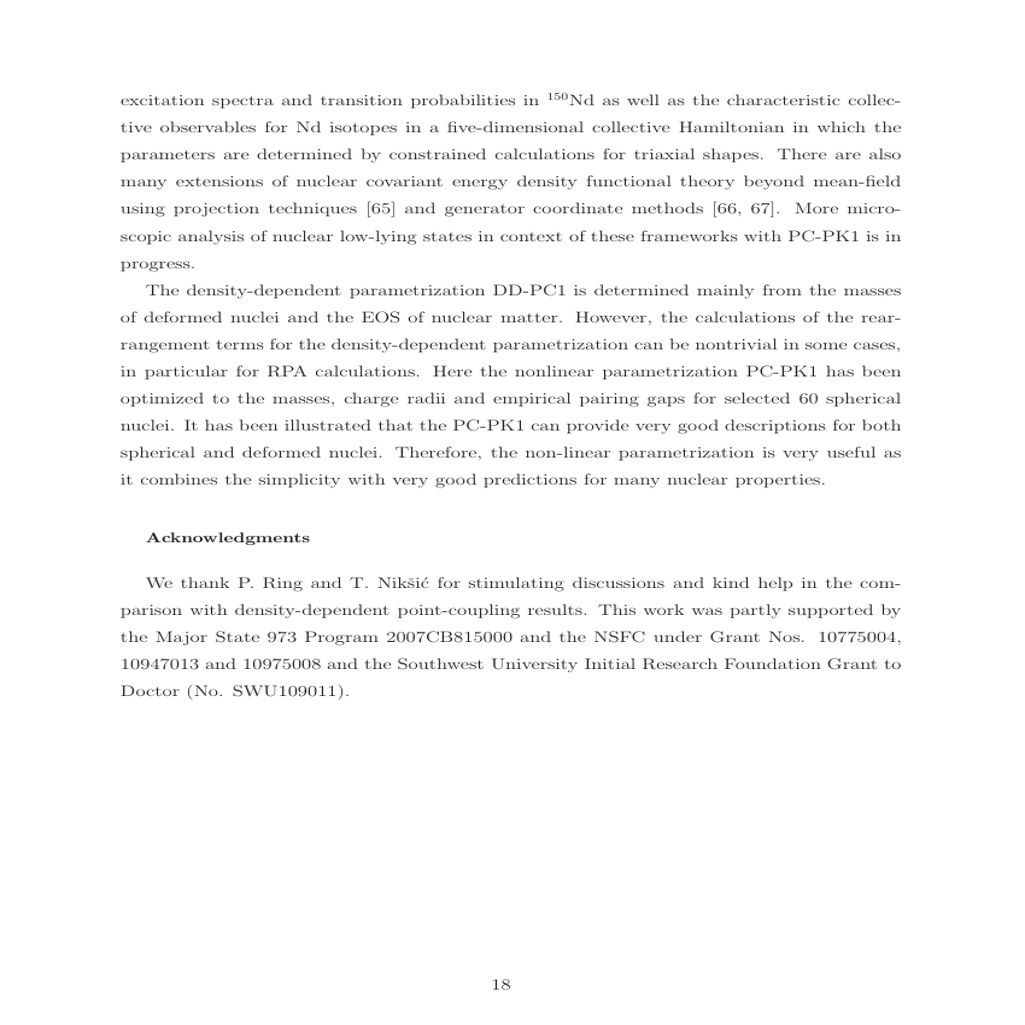 excitation spectra and transition probabilities in ¹⁵⁰Nd as well as the characteristic collec-
tive observables for Nd isotopes in a five-dimensional collective Hamiltonian in which the
parameters are determined by constrained calculations for triaxial shapes. There are also
many extensions of nuclear covariant energy density functional theory beyond mean-field
using projection techniques [65] and generator coordinate methods [66, 67]. More micro-
scopic analysis of nuclear low-lying states in context of these frameworks with PC-PK1 is in
progress.
The density-dependent parametrization DD-PC1 is determined mainly from the masses
of deformed nuclei and the EOS of nuclear matter. However, the calculations of the rear-
rangement terms for the density-dependent parametrization can be nontrivial in some cases,
in particular for RPA calculations. Here the nonlinear parametrization PC-PK1 has been
optimized to the masses, charge radii and empirical pairing gaps for selected 60 spherical
nuclei. It has been illustrated that the PC-PK1 can provide very good descriptions for both
spherical and deformed nuclei. Therefore, the non-linear parametrization is very useful as
it combines the simplicity with very good predictions for many nuclear properties.
Acknowledgments
We thank P. Ring and T. Nikšić for stimulating discussions and kind help in the com-
parison with density-dependent point-coupling results. This work was partly supported by
the Major State 973 Program 2007CB815000 and the NSFC under Grant Nos. 10775004,
10947013 and 10975008 and the Southwest University Initial Research Foundation Grant to
Doctor (No. SWU109011).
18